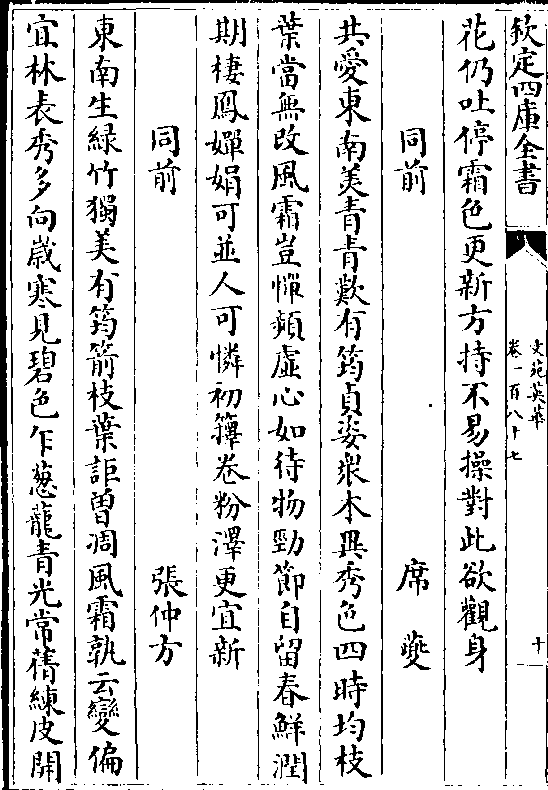 欽定四庫全書
文苑英華
卷一百八十七
十
花仍吐停霜色更新方持不易操對此欲觀身
同前 席夔
共愛東南美青青歎有筠貞姿衆木異秀色四時均枝
葉當無改風霜豈憚頻虛心如待物勁節自留春鮮潤
期棲鳳嬋娟可並人可憐初籜卷粉澤更宜新
同前 張仲方
東南生緑竹獨美有筠箭枝葉詎曾凋風霜孰云變偏
宜林表秀多向歳寒見碧色乍葱蘢青光常蒨練皮開